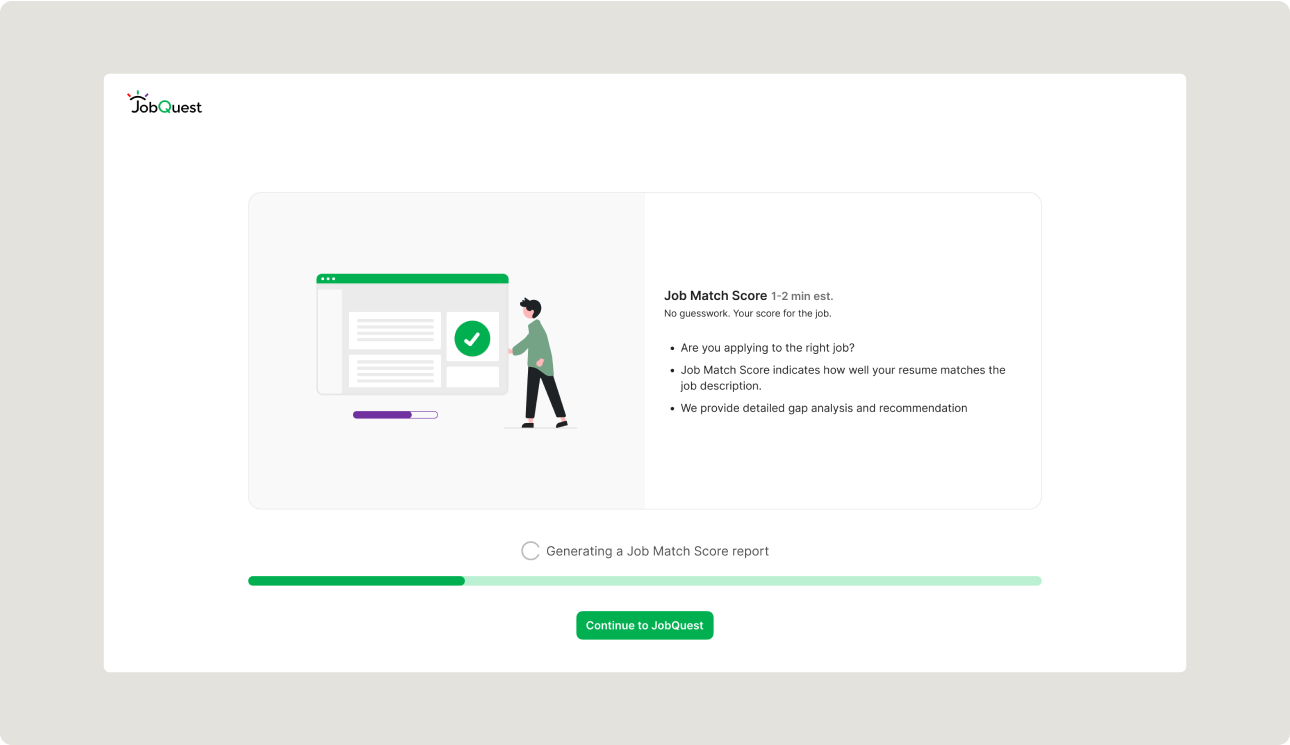 JobQuest
Job Match Score 1-2 min est.
No guesswork. Your score for the job.
• Are you applying to the right job?
• Job Match Score indicates how well your resume matches the
job description.
• We provide detailed gap analysis and recommendation
Generating a Job Match Score report
Continue to JobQuest